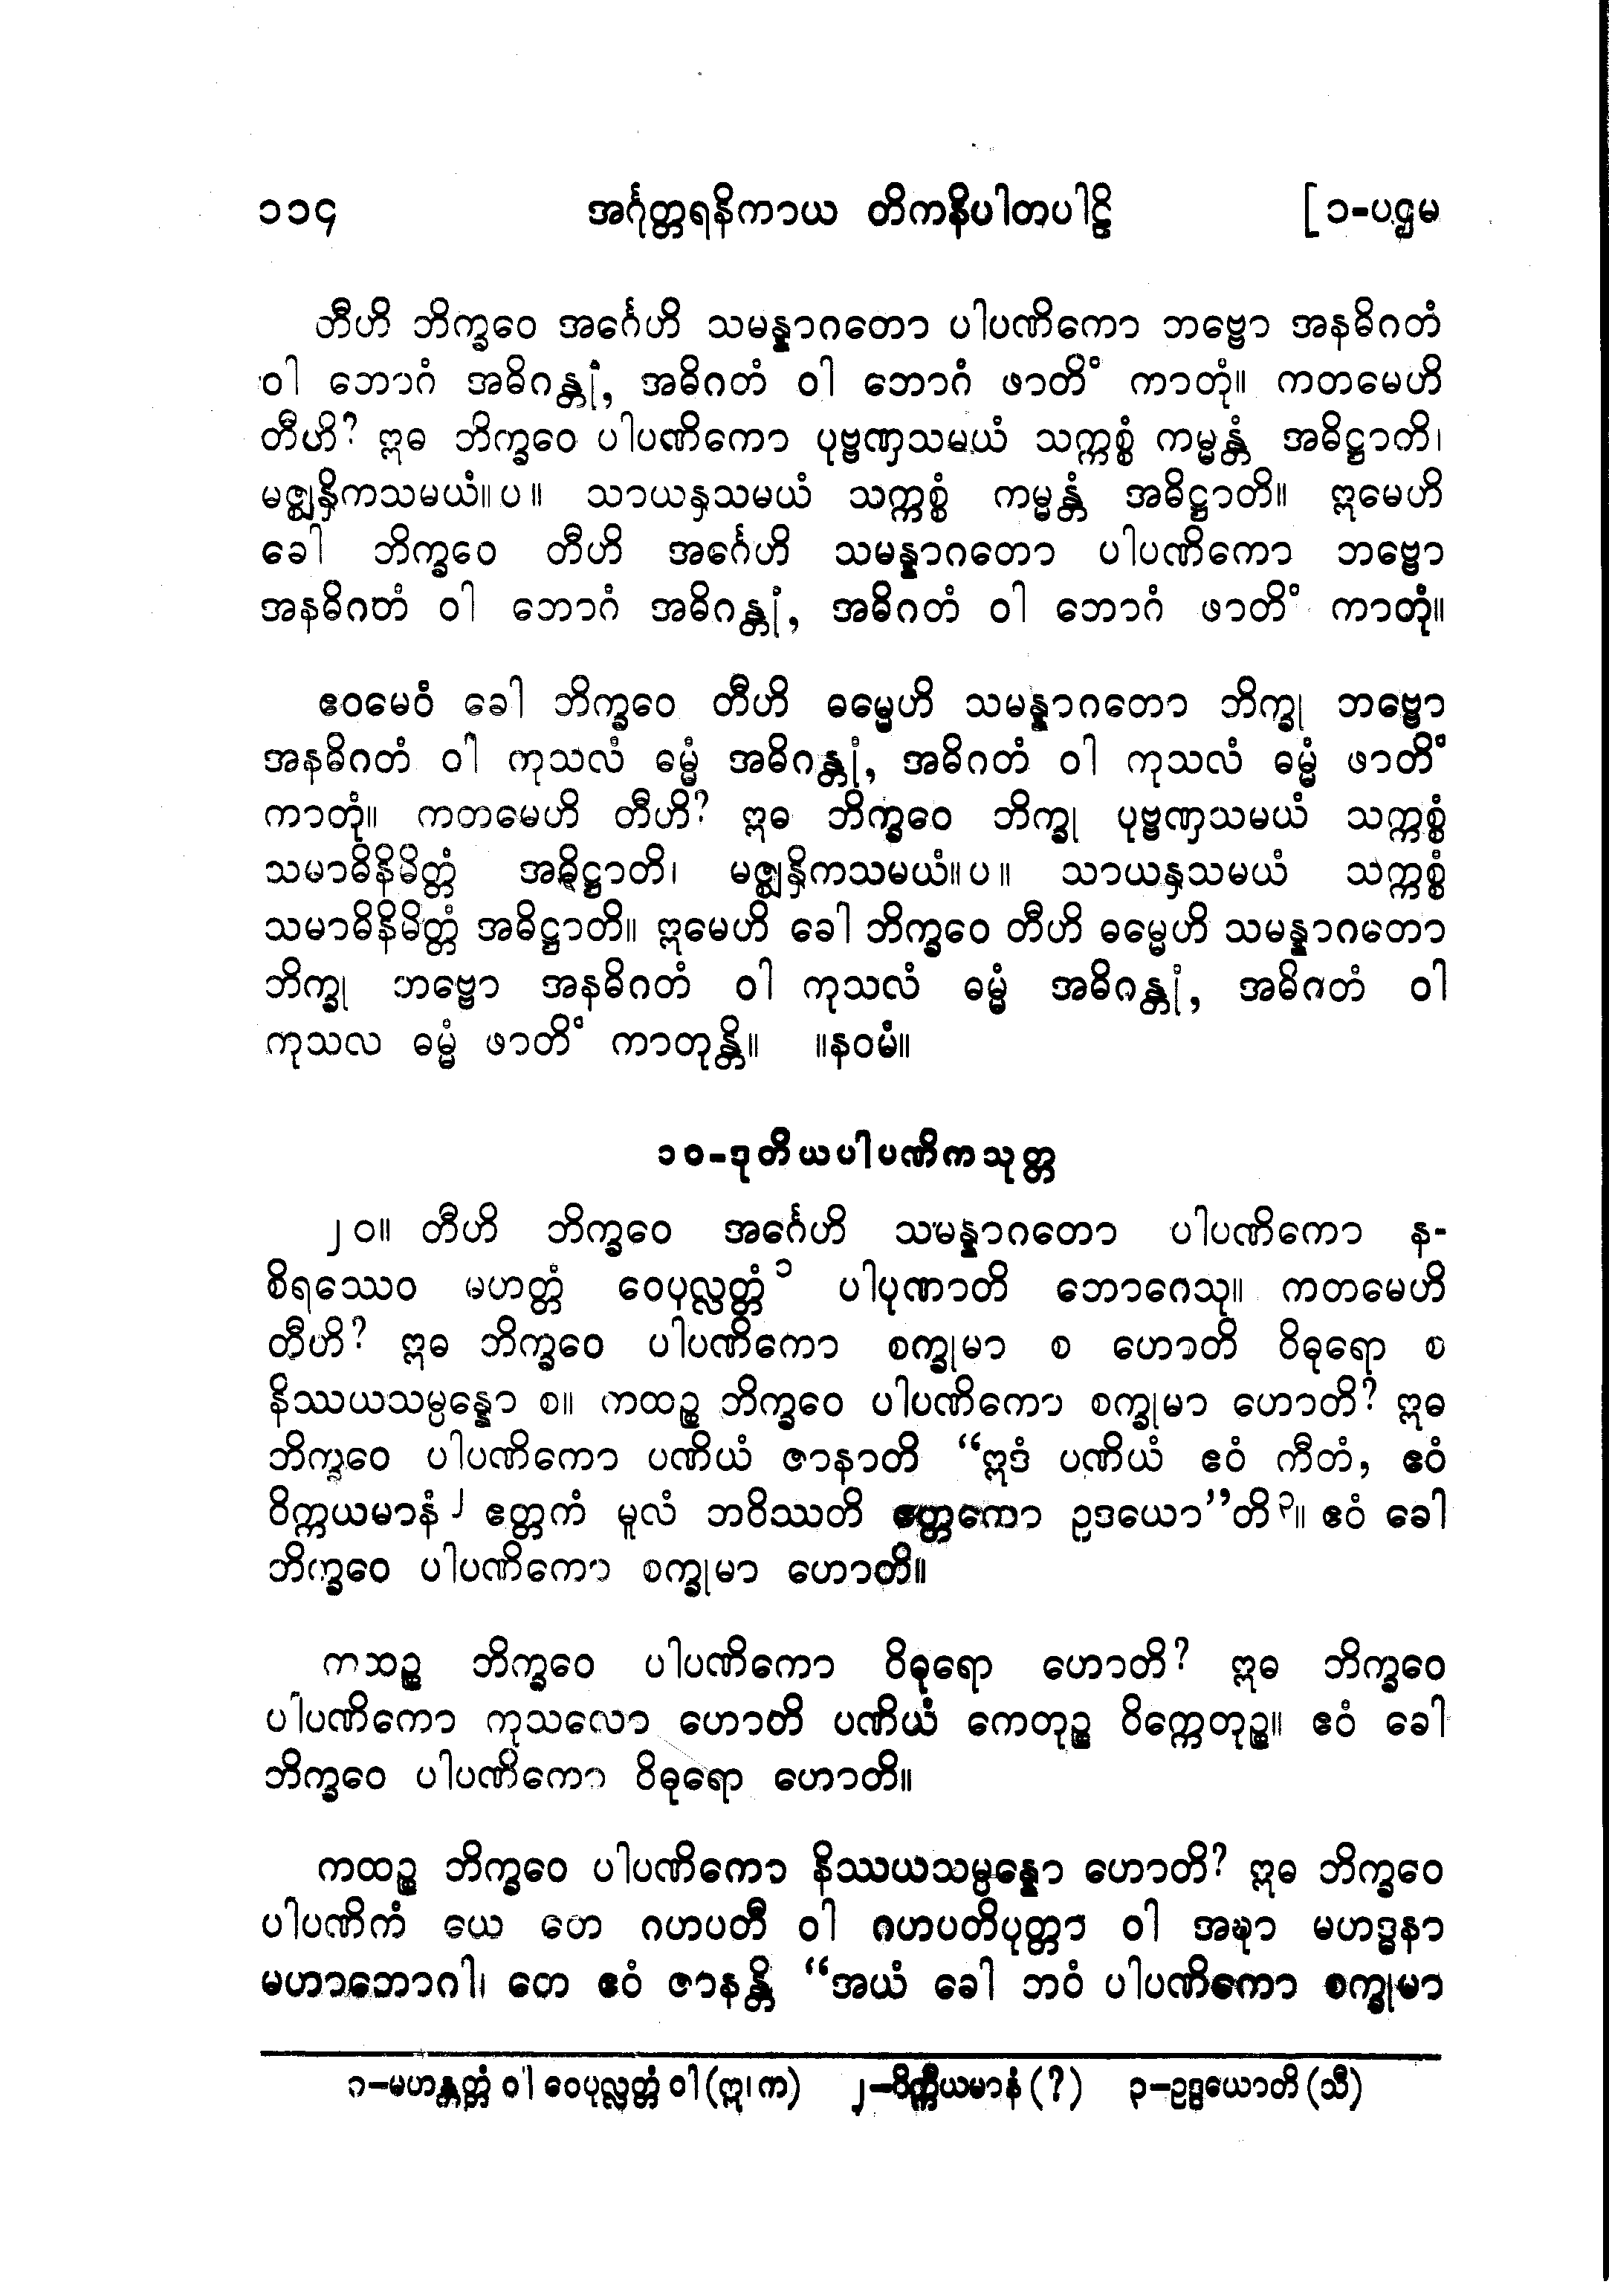 ၁၁၄ အင်္ဂုတ္တရနိကာယ တိကနိပါတပါဠိ [၁-ပဌမ
တီဟိ ဘိက္ခဝေ အင်္ဂေဟိ သမန္နာဂတော ပါပဏိကော ဘဗ္ဗော အနဓိဂတံ
ဝါ ဘောဂံ အဓိဂန္တုံ, အဓိဂတံ ဝါ ဘောဂံ ဖာတိံ ကာတုံ။ ကတမေဟိ
တီဟိ? ဣဓ ဘိက္ခဝေ ပါပဏိကော ပုဗ္ဗဏှသမယံ သက္ကစ္စံ ကမ္မန္တံ အဓိဋ္ဌာတိ၊
မဇ္ဈနှိကသမယံ။ပ။ သာယနှသမယံ သက္ကစ္စံ ကမ္မန္တံ အဓိဋ္ဌာတိ။ ဣမေဟိ
ခေါ ဘိက္ခဝေ တီဟိ အင်္ဂေဟိ သမန္နာဂတော ပါပဏိကော ဘဗ္ဗော
အနဓိဂတံ ဝါ ဘောဂံ အဓိဂန္တုံ, အဓိဂတံ ဝါ ဘောဂံ ဖာတိံ ကာတုံ။
ဧဝမေဝံ ခေါ ဘိက္ခဝေ တီဟိ ဓမ္မေဟိ သမန္နာဂတော ဘိက္ခု ဘဗ္ဗော
အနဓိဂတံ ဝါ ကုသလံ ဓမ္မံ အဓိဂန္တုံ, အဓိဂတံ ဝါ ကုသလံ ဓမ္မံ ဖာတိံ
ကာတုံ။ ကတမေဟိ တီဟိ? ဣဓ ဘိက္ခဝေ ဘိက္ခု ပုဗ္ဗဏှသမယံ သက္ကစ္စံ
သမာဓိနိမိတ္တံ အဓိဋ္ဌာတိ၊ မဇ္ဈနှိကသမယံ။ပ။ သာယနှသမယံ သက္ကစ္စံ
သမာဓိနိမိတ္တံ အဓိဋ္ဌာတိ။ ဣမေဟိ ခေါ ဘိက္ခဝေ တီဟိ ဓမ္မေဟိ သမန္နာဂတော
ဘိက္ခု ဘဗ္ဗော အနဓိဂတံ ဝါ ကုသလံ ဓမ္မံ အဓိဂန္တုံ, အဓိဂတံ ဝါ
ကုသလ ဓမ္မံ ဖာတိံ ကာတုန္တိ။ ။နဝမံ။
၁၀-ဒုတိယပါပဏိကသုတ္တ
၂၀။ တီဟိ ဘိက္ခဝေ အင်္ဂေဟိ သမန္နာဂတော ပါပဏိကော န-
စိရဿေဝ မဟတ္တံ ဝေပုလ္လတ္တံ၁ ပါပုဏာတိ ဘောဂေသု။ ကတမေဟိ
တီဟိ? ဣဓ ဘိက္ခဝေ ပါပဏိကော စက္ခုမာ စ ဟောတိ ဝိဓုရော စ
နိဿယသမ္ပန္နော စ။ ကထဉ္စ ဘိက္ခဝေ ပါပဏိကော စက္ခုမာ ဟောတိ? ဣဓ
ဘိက္ခဝေ ပါပဏိကော ပဏိယံ ဇာနာတိ “ဣဒံ ပဏိယံ ဧဝံ ကီတံ, ဧဝံ
ဝိက္ကယမာနံ၂ ဧတ္တကံ မူလံ ဘဝိဿတိ ဧတ္တကော ဥဒယော”တိ၃။ ဧဝံ ခေါ
ဘိက္ခဝေ ပါပဏိကော စက္ခုမာ ဟောတိ။
ကထဉ္စ ဘိက္ခဝေ ပါပဏိကော ဝိဓုရော ဟောတိ? ဣဓ ဘိက္ခဝေ
ပါပဏိကော ကုသလော ဟောတိ ပဏိယံ ကေတုဉ္စ ဝိက္ကေတုဉ္စ။ ဧဝံ ခေါ
ဘိက္ခဝေ ပါပဏိကော ဝိဓုရော ဟောတိ။
ကထဉ္စ ဘိက္ခဝေ ပါပဏိကော နိဿယသမ္ပန္နော ဟောတိ? ဣဓ ဘိက္ခဝေ
ပါပဏိကံ ယေ တေ ဂဟပတီ ဝါ ဂဟပတိပုတ္တာ ဝါ အဍ္ဎာ မဟဒ္ဓနာ
မဟာဘောဂါ၊ တေ ဧဝံ ဇာနန္တိ “အယံ ခေါ ဘဝံ ပါပဏိကော စက္ခုမာ
၁-မဟန္တတ္တံ ဝါ ဝေပုလ္လတ္တံ ဝါ (ဣ၊ က) ၂-ဝိက္ကီယမာနံ (?) ၃-ဥဒ္ဒယောတိ (သီ)